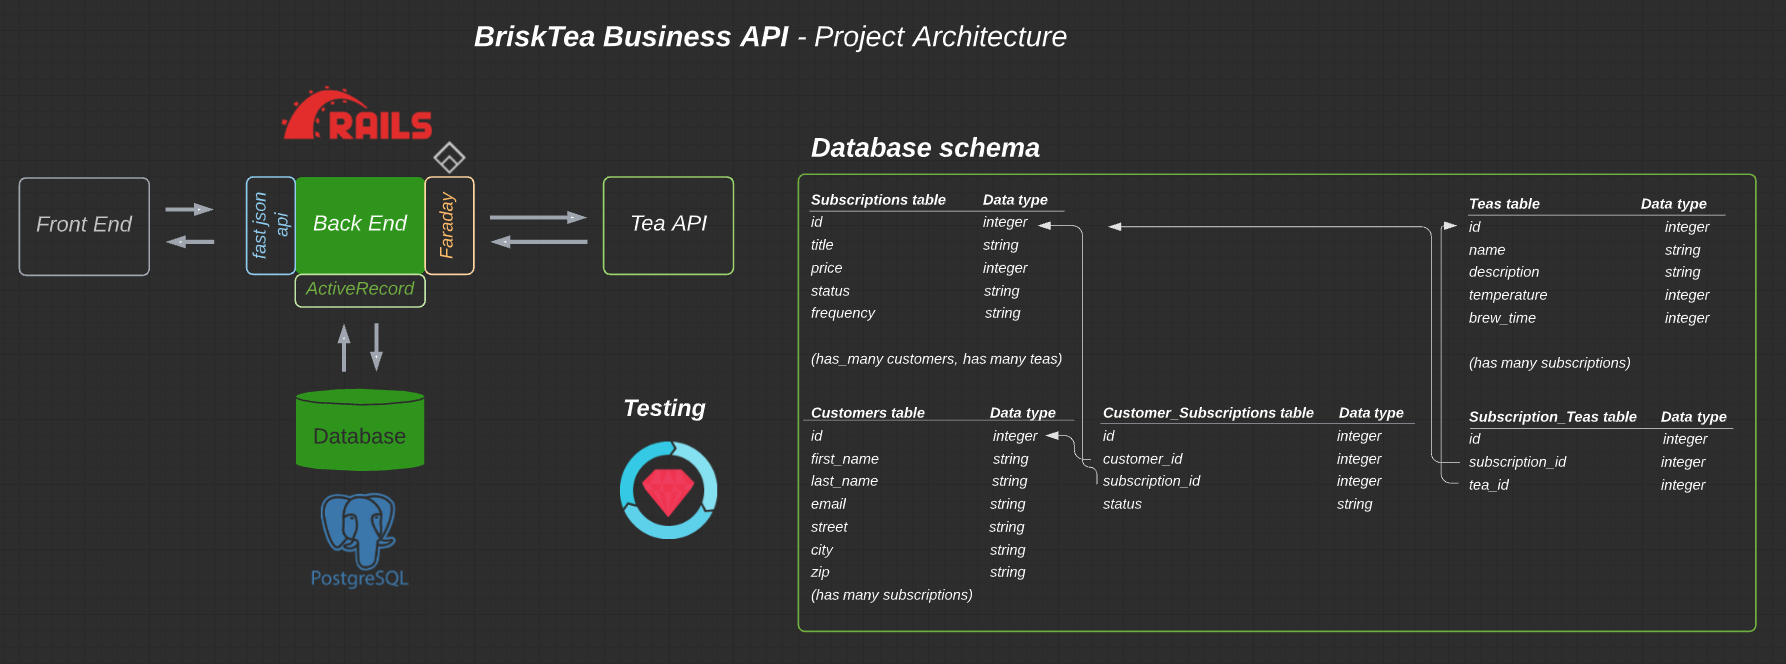 BriskTea Business API - Project Architecture
RAILS
Front End
fast json
api
Back End
Faraday
Tea API
ActiveRecord
Database
PostgreSQL
Testing
Database schema
Subscriptions table Data type
id integer
title string
price integer
status string
frequency string
(has_many customers, has many teas)
Teas table Data type
id integer
name string
description string
temperature integer
brew_time integer
(has many subscriptions)
Customers table Data type
id integer
first_name string
last_name string
email string
street string
city string
zip string
(has many subscriptions)
Customer_Subscriptions table Data type
id integer
customer_id integer
subscription_id integer
status string
Subscription_Teas table Data type
id integer
subscription_id integer
tea_id integer